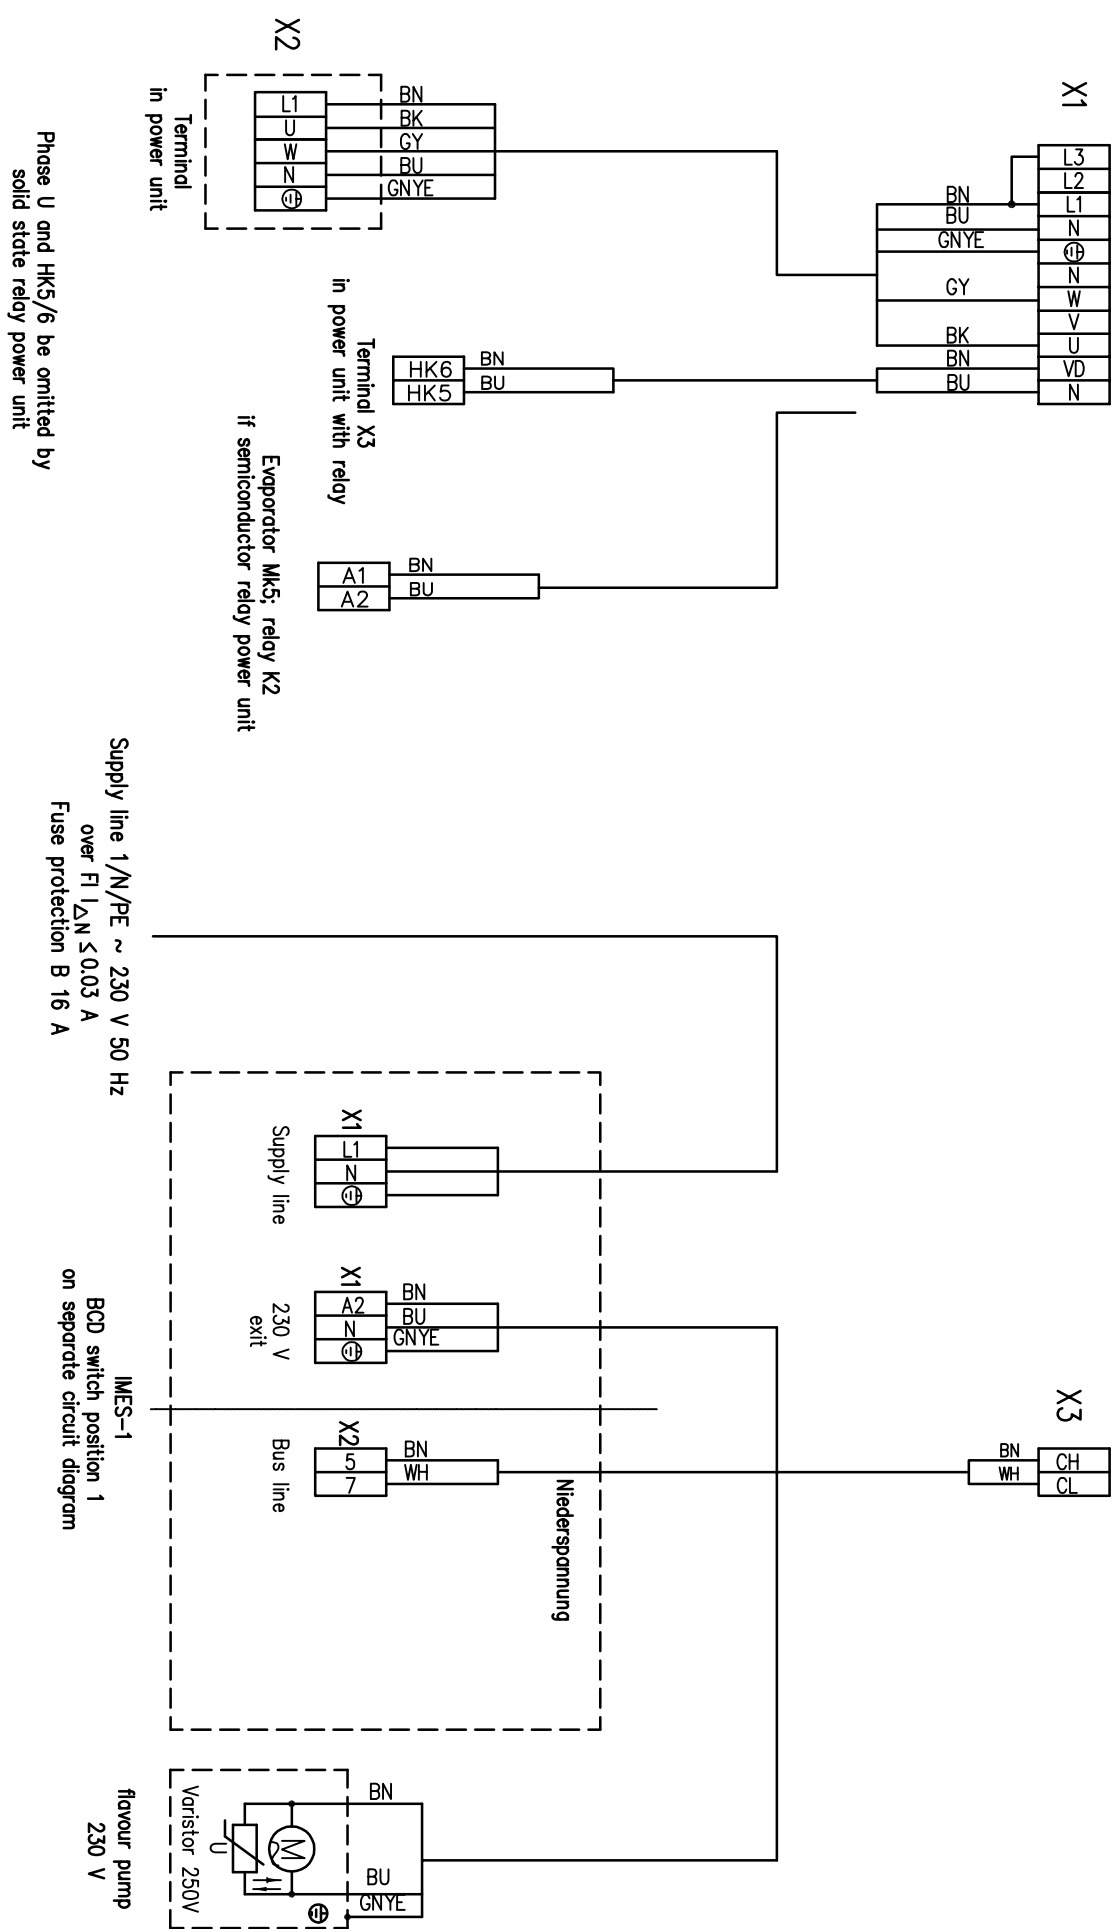 X1
L3
L2
L1
N
N
W
V
U
VD
N
BN
BU
GNYE
GY
BK
BN
BU
X2
L1
U
W
N
BN
BK
GY
BU
GNYE
Terminal
in power unit
Phase U and HK5/6 be omitted by
solid state relay power unit
HK6
HK5
BN
BU
Terminal X3
in power unit with relay
A1
A2
BN
BU
Evaporator Mk5; relay K2
if semiconductor relay power unit
Supply line 1/N/PE ~ 230 V 50 Hz
over FI I△N ≤0.03 A
Fuse protection B 16 A
X1
L1
N
Supply line
X1
A2
N
BN
BU
GNYE
230 V
exit
X2
5
7
BN
WH
Bus line
Niederspannung
IMES-1
BCD switch position 1
on separate circuit diagram
X3
CH
CL
BN
WH
BN
BU
GNYE
M
U
Varistor 250V
flavour pump
230 V